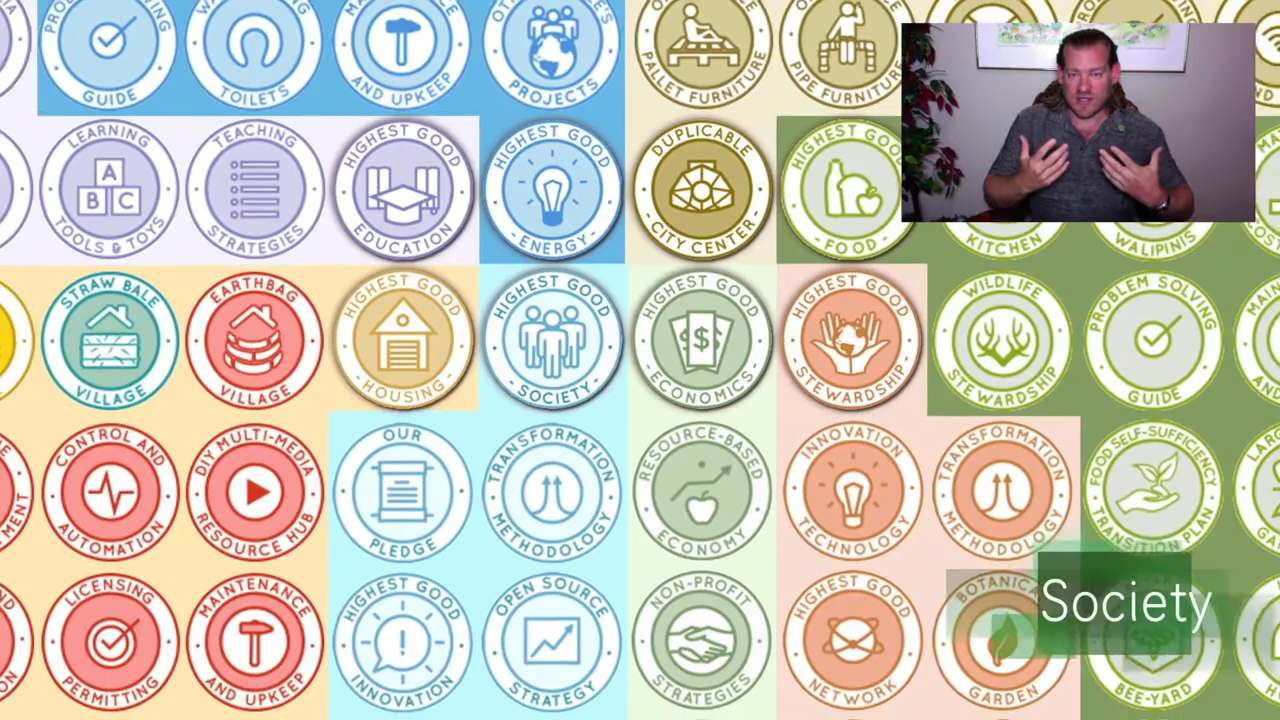 GUIDE
TOILETS
AND UPKEEP
PROJECTS
PALLET FURNITURE
PIPE FURNITURE
LEARNING
TOOLS & TOYS
ABC
TEACHING
STRATEGIES
HIGHEST GOOD
EDUCATION
HIGHEST GOOD
ENERGY
DUPLICABLE
CITY CENTER
HIGHEST GOOD
FOOD
KITCHEN
WALIPINIS
STRAW BALE
VILLAGE
EARTHBAG
VILLAGE
HIGHEST GOOD
HOUSING
HIGHEST GOOD
SOCIETY
HIGHEST GOOD
$
ECONOMICS
HIGHEST GOOD
STEWARDSHIP
WILDLIFE
STEWARDSHIP
PROBLEM SOLVING
GUIDE
CONTROL AND
AUTOMATION
DIY MULTI-MEDIA
RESOURCE HUB
OUR
PLEDGE
TRANSFORMATION
METHODOLOGY
RESOURCE-BASED
ECONOMY
INNOVATION
TECHNOLOGY
TRANSFORMATION
METHODOLOGY
FOOD SELF-SUFFICIENCY
TRANSITION PLAN
LICENSING
PERMITTING
MAINTENANCE
AND UPKEEP
HIGHEST GOOD
INNOVATION
OPEN SOURCE
STRATEGY
NON-PROFIT
STRATEGIES
HIGHEST GOOD
NETWORK
GARDEN
BEE-YARD
Society